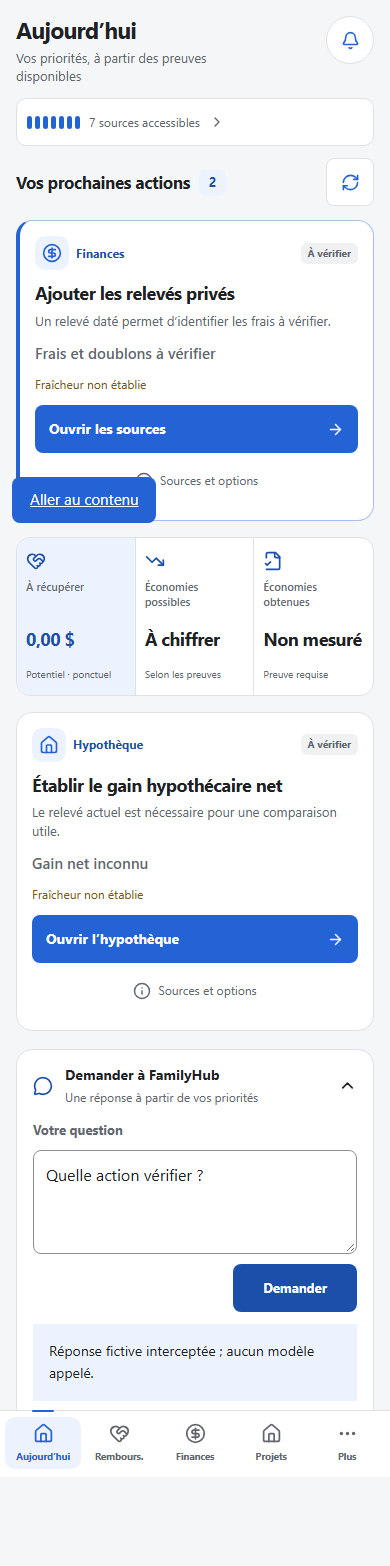 Aujourd’hui
Vos priorités, à partir des preuves
disponibles
7 sources accessibles
Vos prochaines actions 2
Finances
À vérifier
Ajouter les relevés privés
Un relevé daté permet d’identifier les frais à vérifier.
Frais et doublons à vérifier
Fraîcheur non établie
Ouvrir les sources
Sources et options
Aller au contenu
À récupérer
0,00 $
Potentiel · ponctuel
Économies
possibles
À chiffrer
Selon les preuves
Économies
obtenues
Non mesuré
Preuve requise
Hypothèque
À vérifier
Établir le gain hypothécaire net
Le relevé actuel est nécessaire pour une comparaison
utile.
Gain net inconnu
Fraîcheur non établie
Ouvrir l’hypothèque
Sources et options
Demander à FamilyHub
Une réponse à partir de vos priorités
Votre question
Quelle action vérifier ?
Demander
Réponse fictive interceptée ; aucun modèle
appelé.
Aujourd’hui
Rembours.
Finances
Projets
Plus